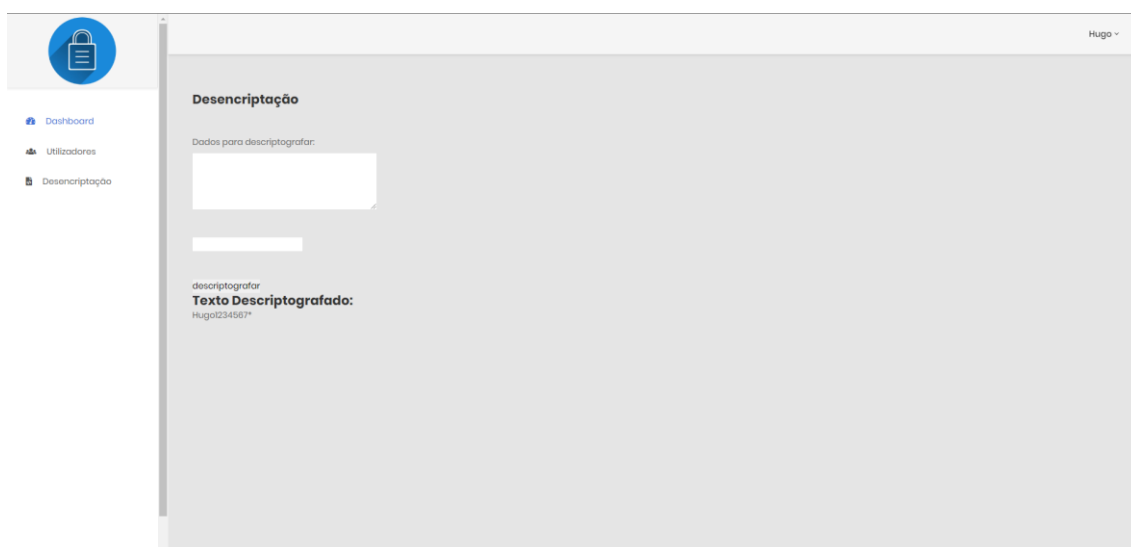 Hugo
Dashboard
Utilizadores
Desencriptação
Desencriptação
Dados para descriptografar:
descriptografar
Texto Descriptografado:
Hugo1234567*